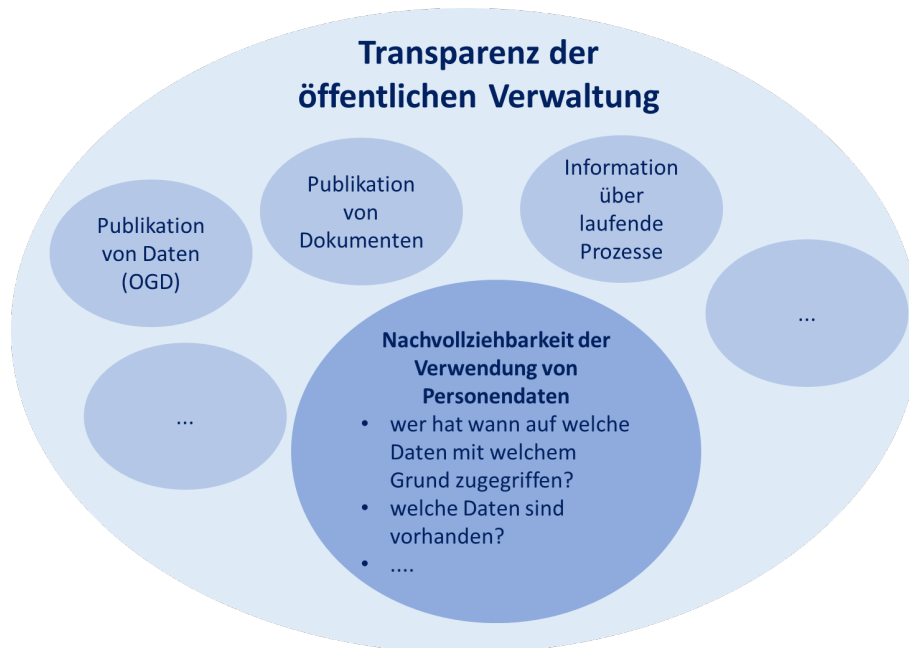 Transparenz der
öffentlichen Verwaltung
Publikation
von Daten
(OGD)
Publikation
von
Dokumenten
Information
über
laufende
Prozesse
...
...
Nachvollziehbarkeit der
Verwendung von
Personendaten
• wer hat wann auf welche
Daten mit welchem
Grund zugegriffen?
• welche Daten sind
vorhanden?
• ....